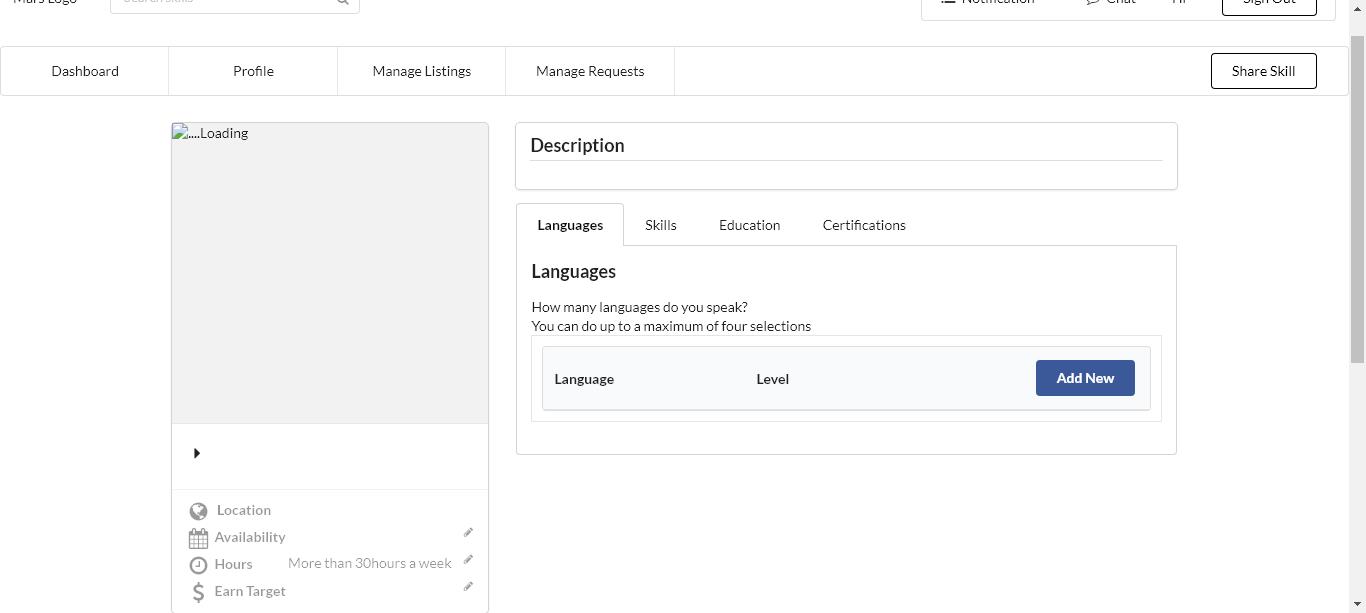 Mars Logo
Search skills
Notification
Chat
Hi
Sign Out
Dashboard
Profile
Manage Listings
Manage Requests
Share Skill
....Loading
Description
Languages
Skills
Education
Certifications
Languages
How many languages do you speak?
You can do up to a maximum of four selections
Language
Level
Add New
Location
Availability
Hours
More than 30hours a week
Earn Target